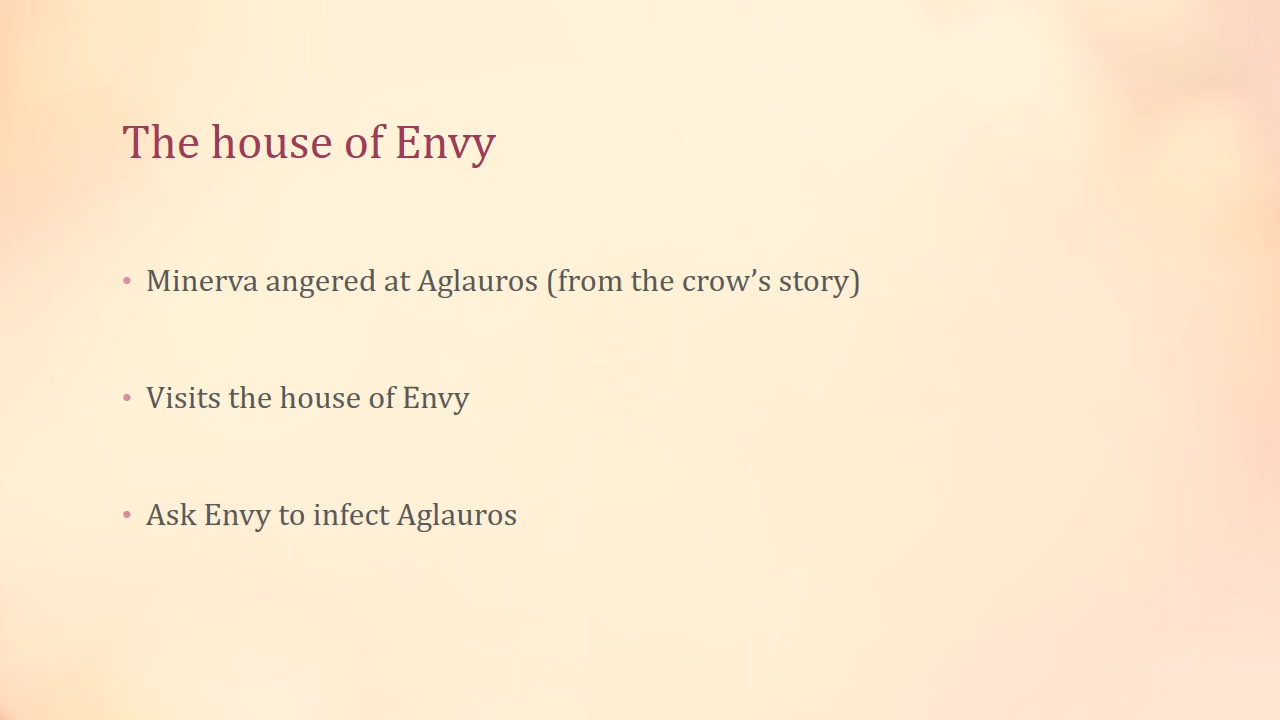 The house of Envy
• Minerva angered at Aglauros (from the crow’s story)
• Visits the house of Envy
• Ask Envy to infect Aglauros